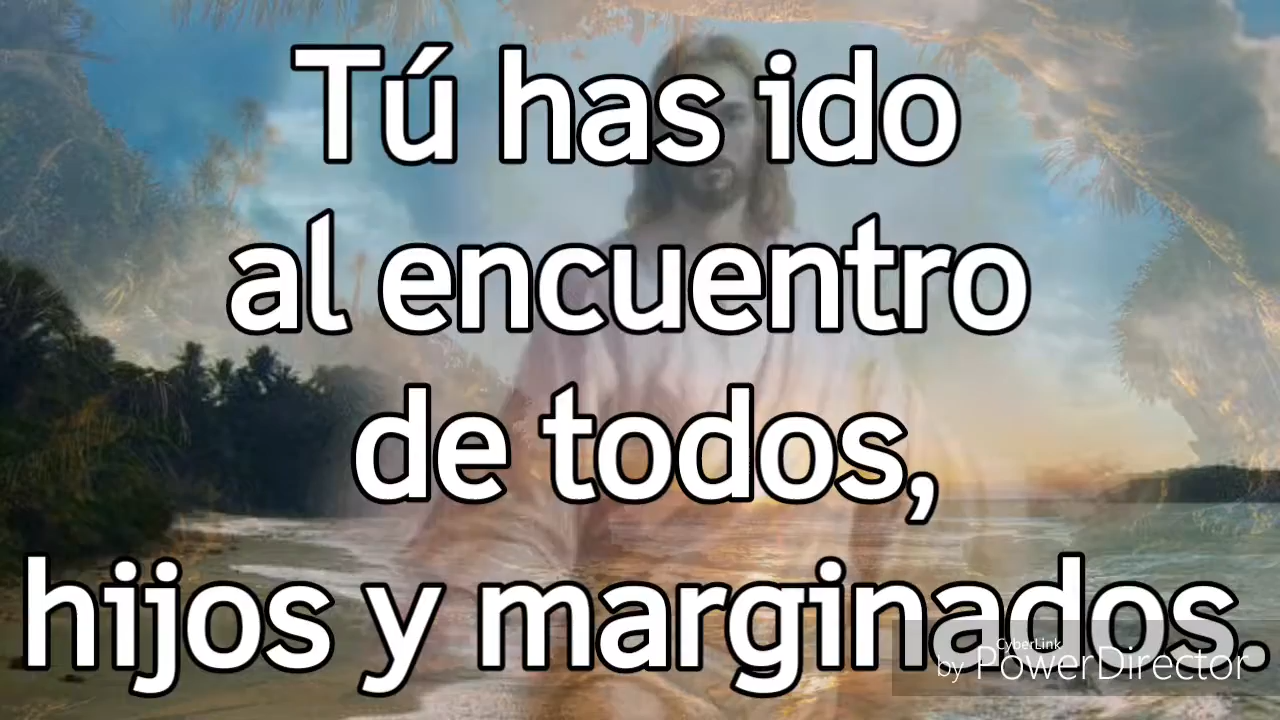 Tú has ido
al encuentro
de todos,
hijos y marginados.
CyberLink
by PowerDirector